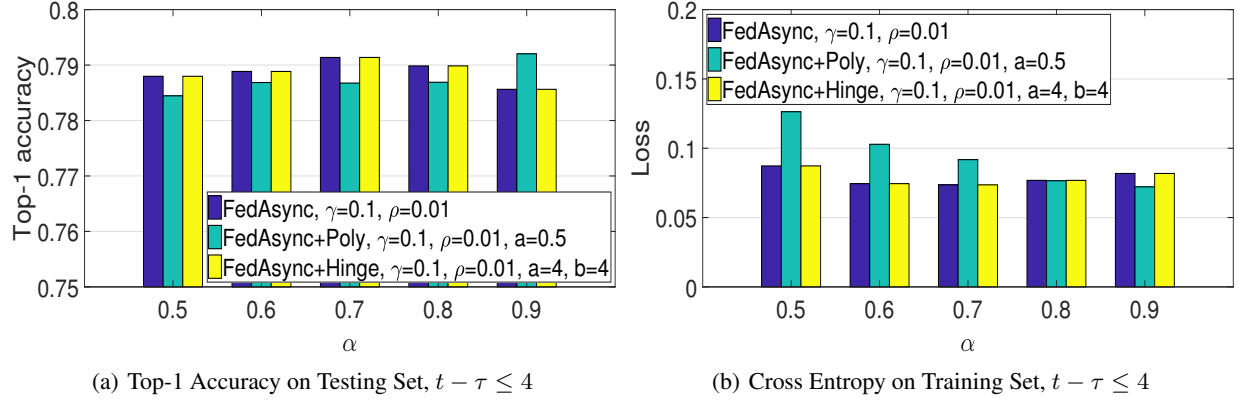 0.8
0.79
0.78
0.77
0.76
0.75
Top-1 accuracy
FedAsync, γ=0.1, ρ=0.01
FedAsync+Poly, γ=0.1, ρ=0.01, a=0.5
FedAsync+Hinge, γ=0.1, ρ=0.01, a=4, b=4
0.5 0.6 0.7 0.8 0.9
α
(a) Top-1 Accuracy on Testing Set, t − τ ≤ 4
0.2
0.15
0.1
0.05
0
Loss
FedAsync, γ=0.1, ρ=0.01
FedAsync+Poly, γ=0.1, ρ=0.01, a=0.5
FedAsync+Hinge, γ=0.1, ρ=0.01, a=4, b=4
0.5 0.6 0.7 0.8 0.9
α
(b) Cross Entropy on Training Set, t − τ ≤ 4